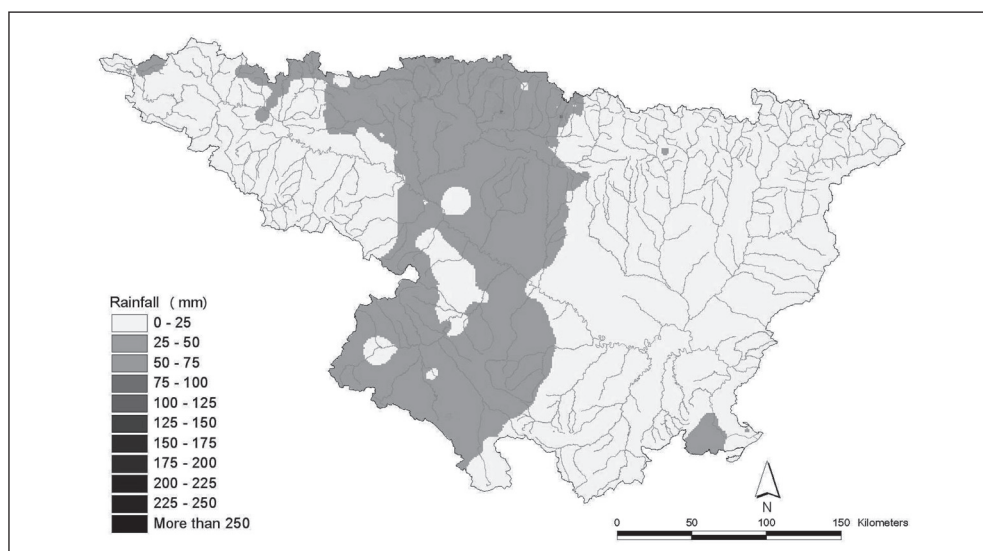 Rainfall (mm)
0 - 25
25 - 50
50 - 75
75 - 100
100 - 125
125 - 150
150 - 175
175 - 200
200 - 225
225 - 250
More than 250
N
0 50 100 150 Kilometers